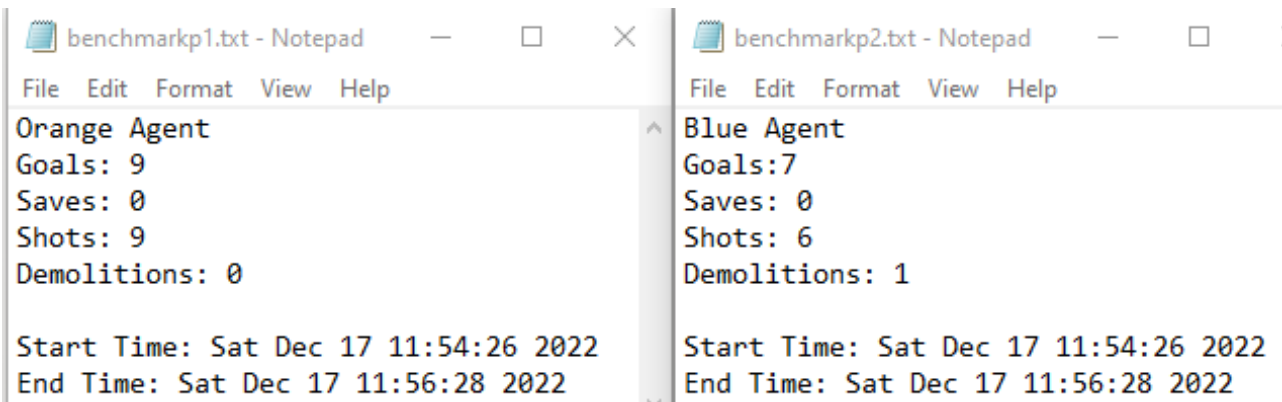 benchmarkp1.txt - Notepad
File Edit Format View Help
Orange Agent
Goals: 9
Saves: 0
Shots: 9
Demolitions: 0
Start Time: Sat Dec 17 11:54:26 2022
End Time: Sat Dec 17 11:56:28 2022
benchmarkp2.txt - Notepad
File Edit Format View Help
Blue Agent
Goals:7
Saves: 0
Shots: 6
Demolitions: 1
Start Time: Sat Dec 17 11:54:26 2022
End Time: Sat Dec 17 11:56:28 2022